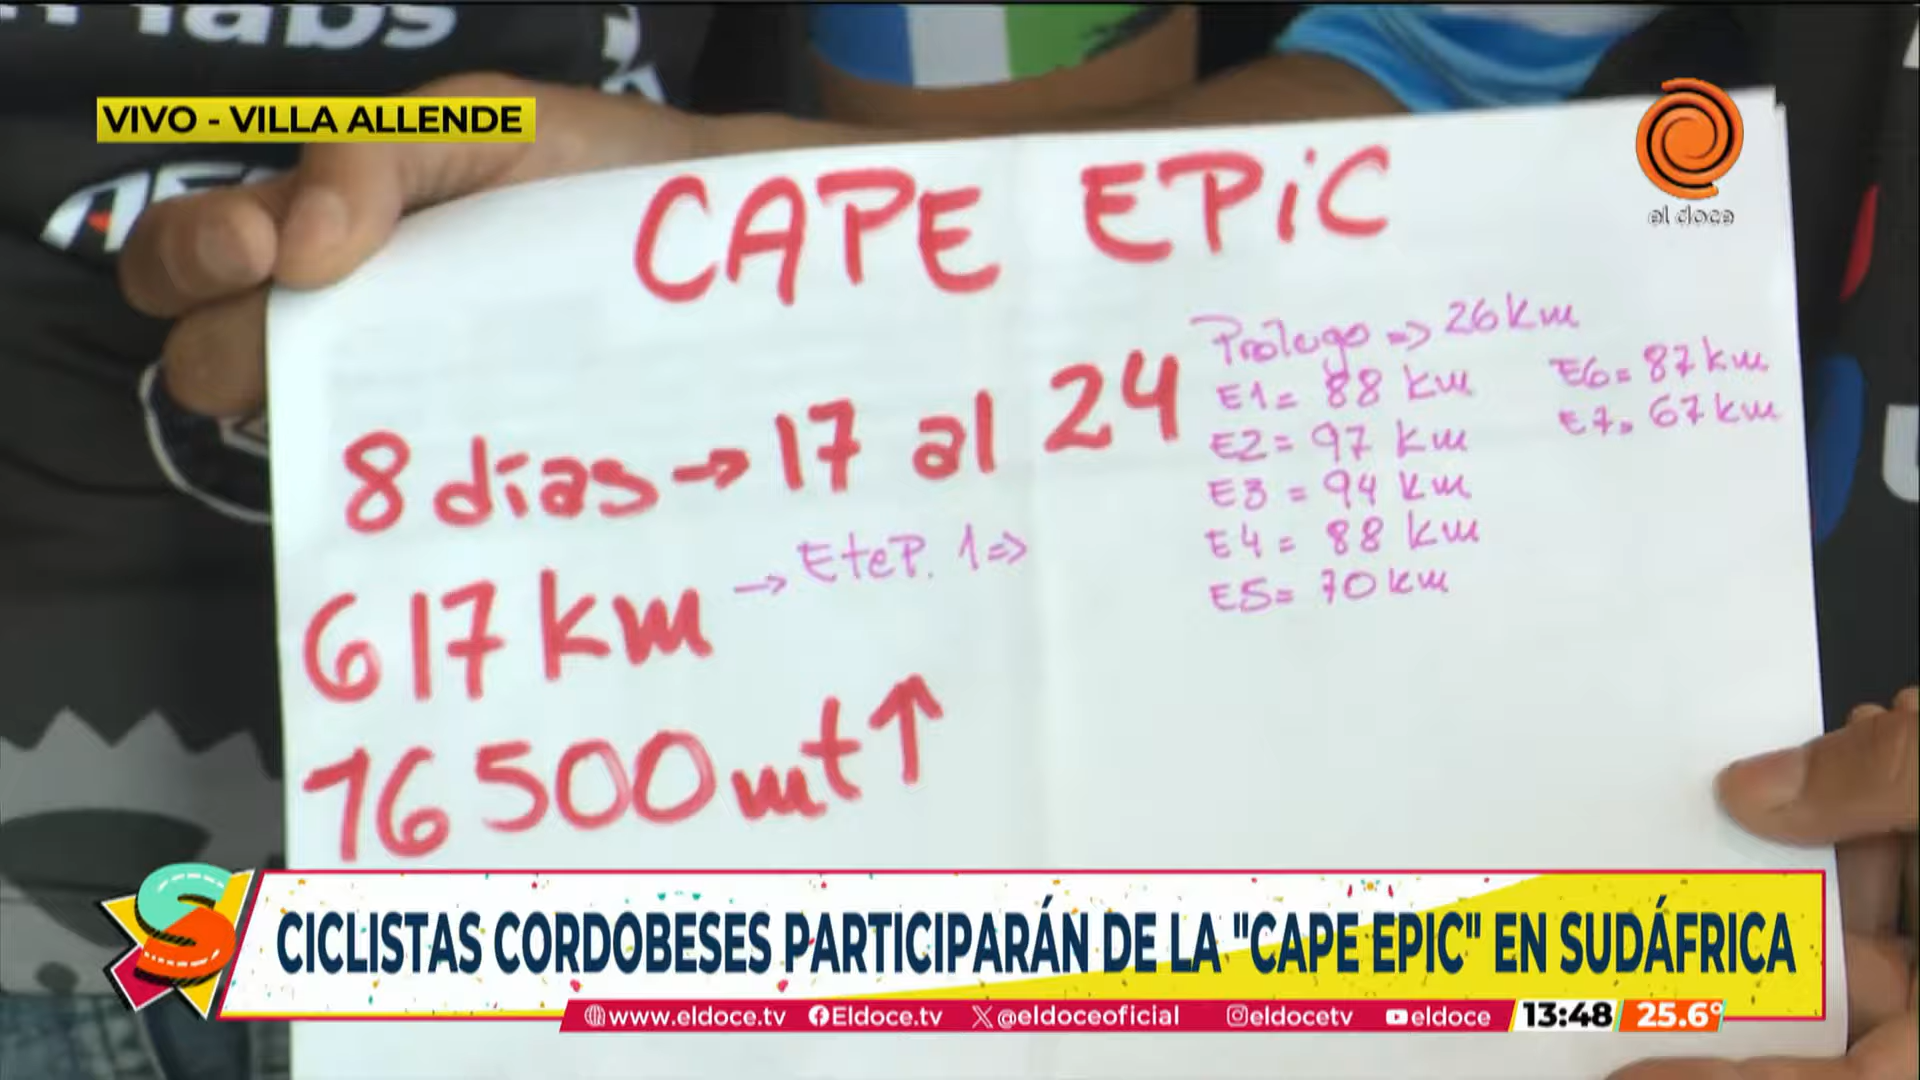 labs
VIVO - VILLA ALLENDE
el doce
CAPE EPiC
8 días → 17 al 24
617 km → EteP. 1 =>
16500 mt ↑
Prólogo => 26 km
E1 = 88 km
E2 = 97 km
E3 = 94 km
E4 = 88 km
E5 = 70 km
E6 = 87 km
E7 = 67 km
CICLISTAS CORDOBESES PARTICIPARÁN DE LA "CAPE EPIC" EN SUDÁFRICA
www.eldoce.tv Eldoce.tv @eldoceoficial eldocetv eldoce 13:48 25.6°